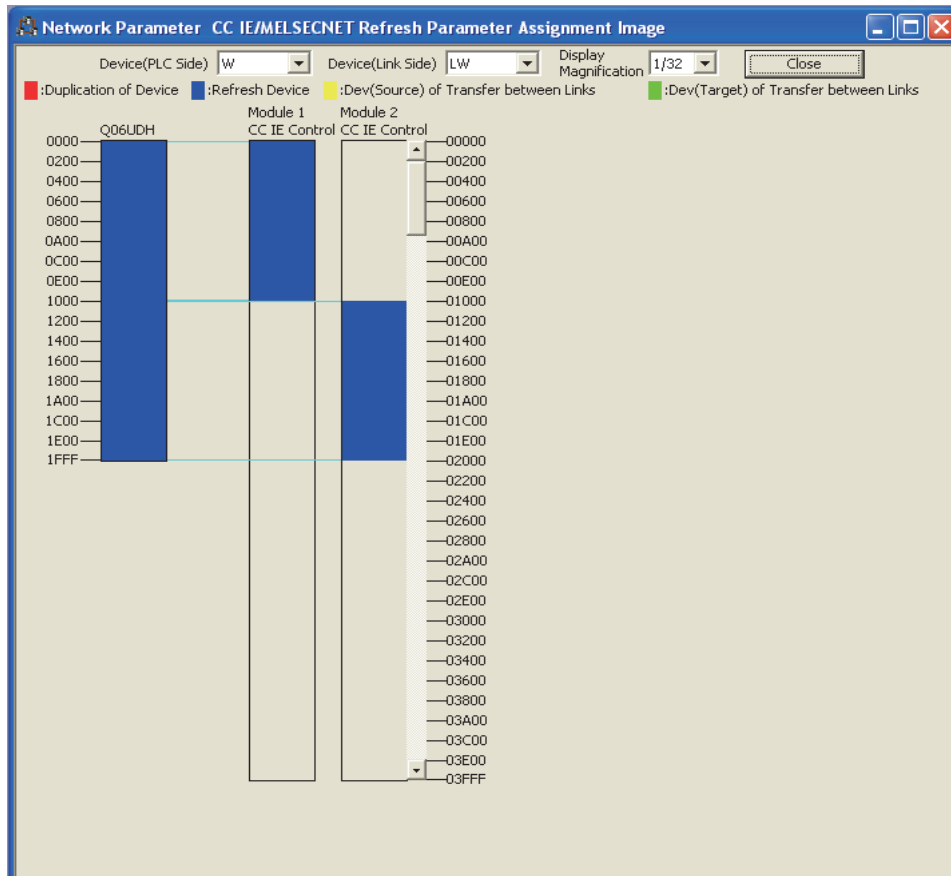 Network Parameter CC IE/MELSECNET Refresh Parameter Assignment Image
Device(PLC Side) W Device(Link Side) LW Display Magnification 1/32 Close
:Duplication of Device :Refresh Device :Dev(Source) of Transfer between Links :Dev(Target) of Transfer between Links
Module 1 Module 2
Q06UDH CC IE Control CC IE Control
0000 00000
0200 00200
0400 00400
0600 00600
0800 00800
0A00 00A00
0C00 00C00
0E00 00E00
1000 01000
1200 01200
1400 01400
1600 01600
1800 01800
1A00 01A00
1C00 01C00
1E00 01E00
1FFF 02000
02200
02400
02600
02800
02A00
02C00
02E00
03000
03200
03400
03600
03800
03A00
03C00
03E00
03FFF